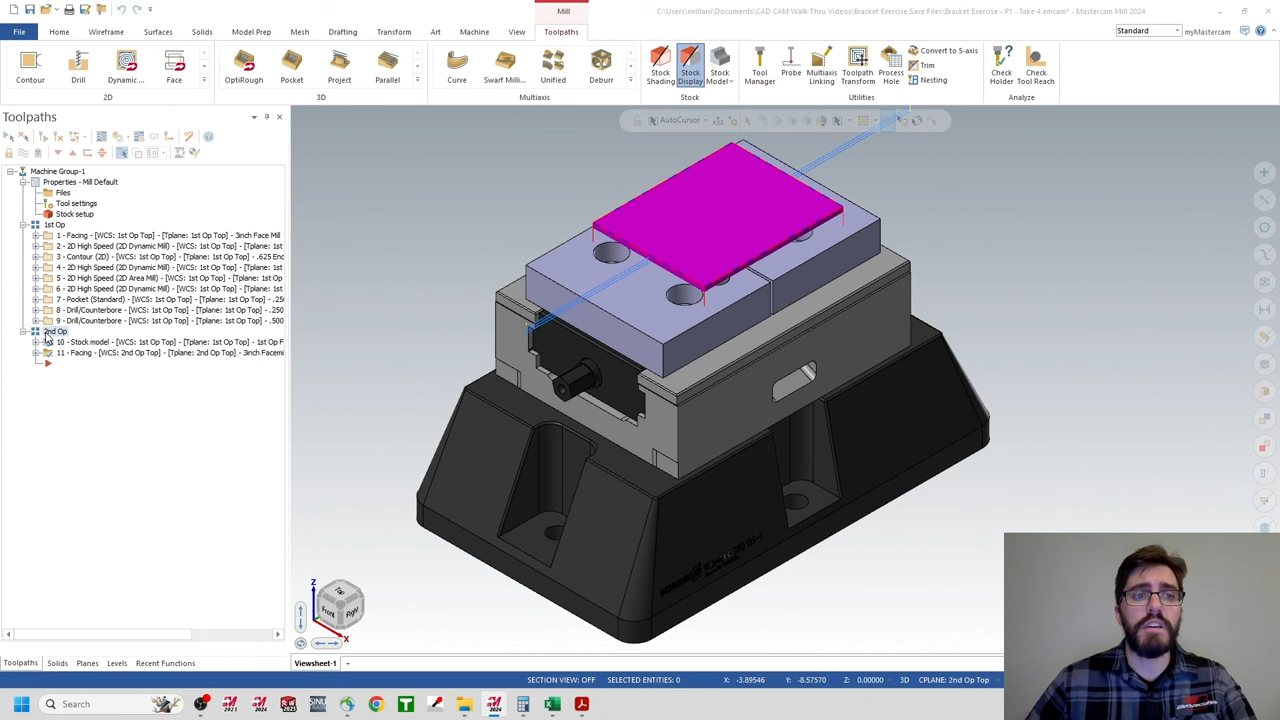 Mill
C:\Users\nvillani\Documents\CAD CAM Walk Thru Videos\Bracket Exercise Save Files\Bracket Exercise - P1 - Take 4.emcam* - Mastercam Mill 2024
File Home Wireframe Surfaces Solids Model Prep Mesh Drafting Transform Art Machine View Toolpaths
Standard myMastercam
Contour Drill Dynamic ... Face OptiRough Pocket Project Parallel Curve Swarf Milli... Unified Deburr Stock Shading Stock Display Stock Model Tool Manager Probe Multiaxis Linking Toolpath Transform Process Hole Convert to 5-axis Trim Nesting Check Holder Check Tool Reach
2D 3D Multiaxis Stock Utilities Analyze
Toolpaths
AutoCursor
G1
Machine Group-1
Properties - Mill Default
Files
Tool settings
Stock setup
1st Op
1 - Facing - [WCS: 1st Op Top] - [Tplane: 1st Op Top] - 3inch Face Mill
2 - 2D High Speed (2D Dynamic Mill) - [WCS: 1st Op Top] - [Tplane: 1st
3 - Contour (2D) - [WCS: 1st Op Top] - [Tplane: 1st Op Top] - .625 End
4 - 2D High Speed (2D Dynamic Mill) - [WCS: 1st Op Top] - [Tplane: 1st
5 - 2D High Speed (2D Area Mill) - [WCS: 1st Op Top] - [Tplane: 1st Op
6 - 2D High Speed (2D Dynamic Mill) - [WCS: 1st Op Top] - [Tplane: 1st
7 - Pocket (Standard) - [WCS: 1st Op Top] - [Tplane: 1st Op Top] - .25
8 - Drill/Counterbore - [WCS: 1st Op Top] - [Tplane: 1st Op Top] - .250
9 - Drill/Counterbore - [WCS: 1st Op Top] - [Tplane: 1st Op Top] - .500
2nd Op
10 - Stock model - [WCS: 1st Op Top] - [Tplane: 1st Op Top] - 1st Op F
11 - Facing - [WCS: 2nd Op Top] - [Tplane: 2nd Op Top] - 3inch Facemi
Top
Front Right
Z
X
Toolpaths Solids Planes Levels Recent Functions
Viewsheet-1 +
SECTION VIEW: OFF SELECTED ENTITIES: 0 X: -3.89546 Y: -8.57570 Z: 0.00000 3D CPLANE: 2nd Op Top
Search
2023 2024 2024